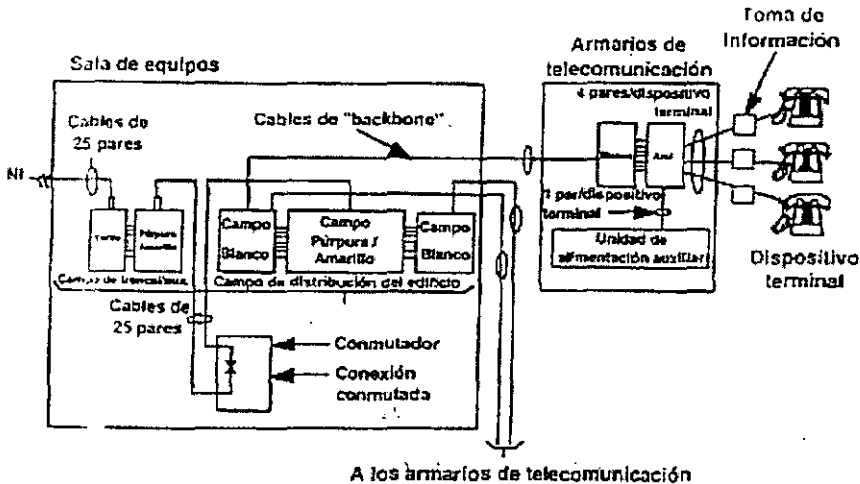 Toma de
Información
Armarios de
telecomunicación
Sala de equipos
4 pares/dispositivo
terminal
Cables de "backbone"
Cables de
25 pares
NI
Azul
1 par/dispositivo
terminal
Púrpura
Amarillo
Campo
Blanco
Campo
Púrpura /
Amarillo
Campo
Blanco
Unidad de
alimentación auxiliar
Dispositivo
terminal
Campo de
Campo de distribución del edificio
Cables de
25 pares
Conmutador
Conexión
conmutada
A los armarios de telecomunicación